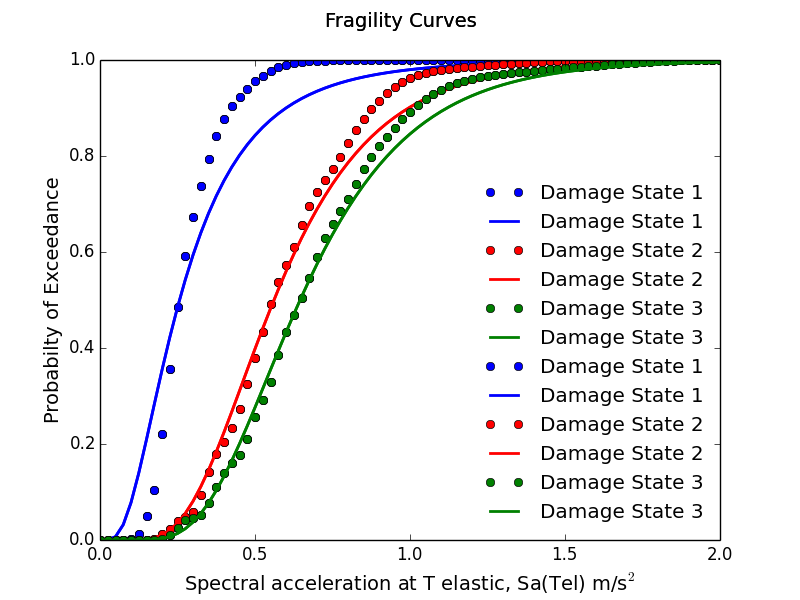 Fragility Curves
1.0
0.8
0.6
0.4
0.2
0.0
Probabilty of Exceedance
Damage State 1
Damage State 1
Damage State 2
Damage State 2
Damage State 3
Damage State 3
Damage State 1
Damage State 1
Damage State 2
Damage State 2
Damage State 3
Damage State 3
0.0 0.5 1.0 1.5 2.0
Spectral acceleration at T elastic, Sa(Tel) m/s²